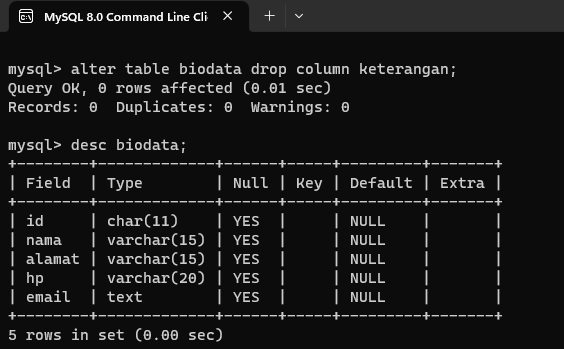 MySQL 8.0 Command Line Cli
mysql> alter table biodata drop column keterangan;
Query OK, 0 rows affected (0.01 sec)
Records: 0  Duplicates: 0  Warnings: 0
mysql> desc biodata;
+--------+-------------+------+-----+---------+-------+
| Field  | Type        | Null | Key | Default | Extra |
+--------+-------------+------+-----+---------+-------+
| id     | char(11)    | YES  |     | NULL    |       |
| nama   | varchar(15) | YES  |     | NULL    |       |
| alamat | varchar(15) | YES  |     | NULL    |       |
| hp     | varchar(20) | YES  |     | NULL    |       |
| email  | text        | YES  |     | NULL    |       |
+--------+-------------+------+-----+---------+-------+
5 rows in set (0.00 sec)